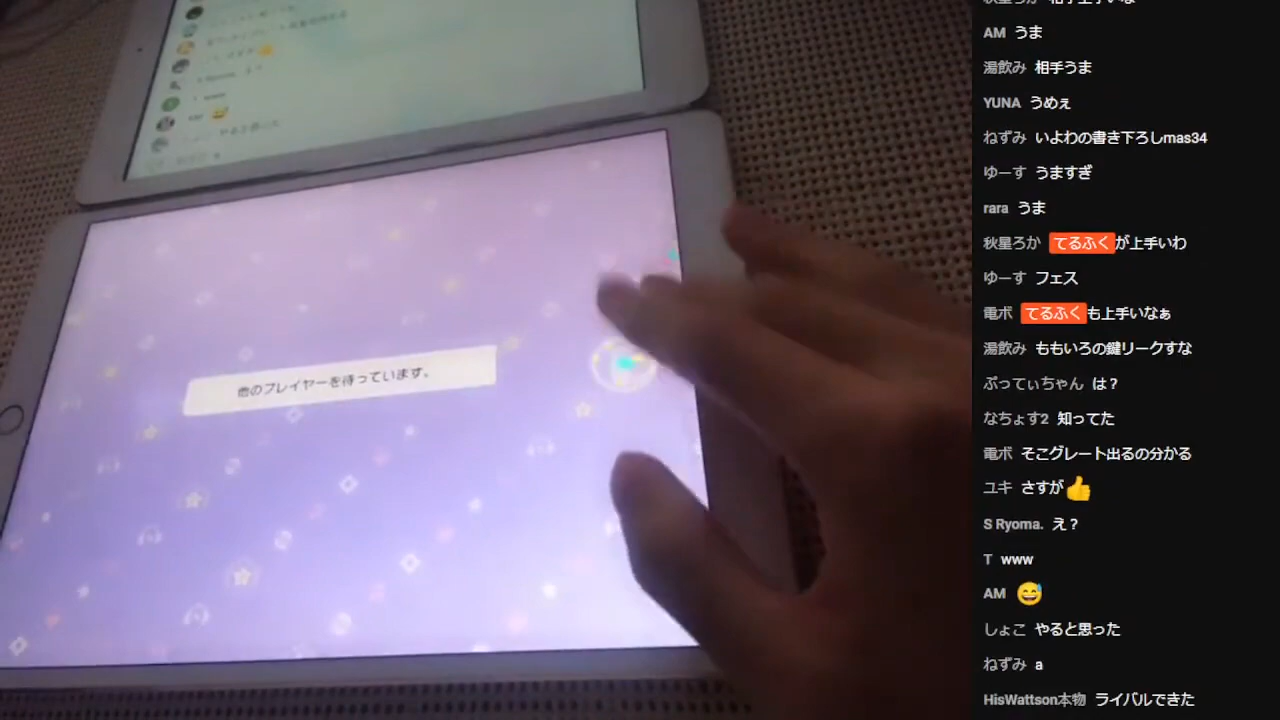 他のプレイヤーを待っています。
AM うま
湯飲み 相手うま
YUNA うめぇ
ねずみ いよわの書き下ろしmas34
ゆーす うますぎ
rara うま
秋星ろか てるふくが上手いわ
ゆーす フェス
電ボ てるふくも上手いなぁ
湯飲み ももいろの鍵リークすな
ぷってぃちゃん は？
なちょす2 知ってた
電ボ そこグレート出るの分かる
ユキ さすが👍
S Ryoma. え？
T www
AM 😅
しょこ やると思った
ねずみ a
HisWattson本物 ライバルできた